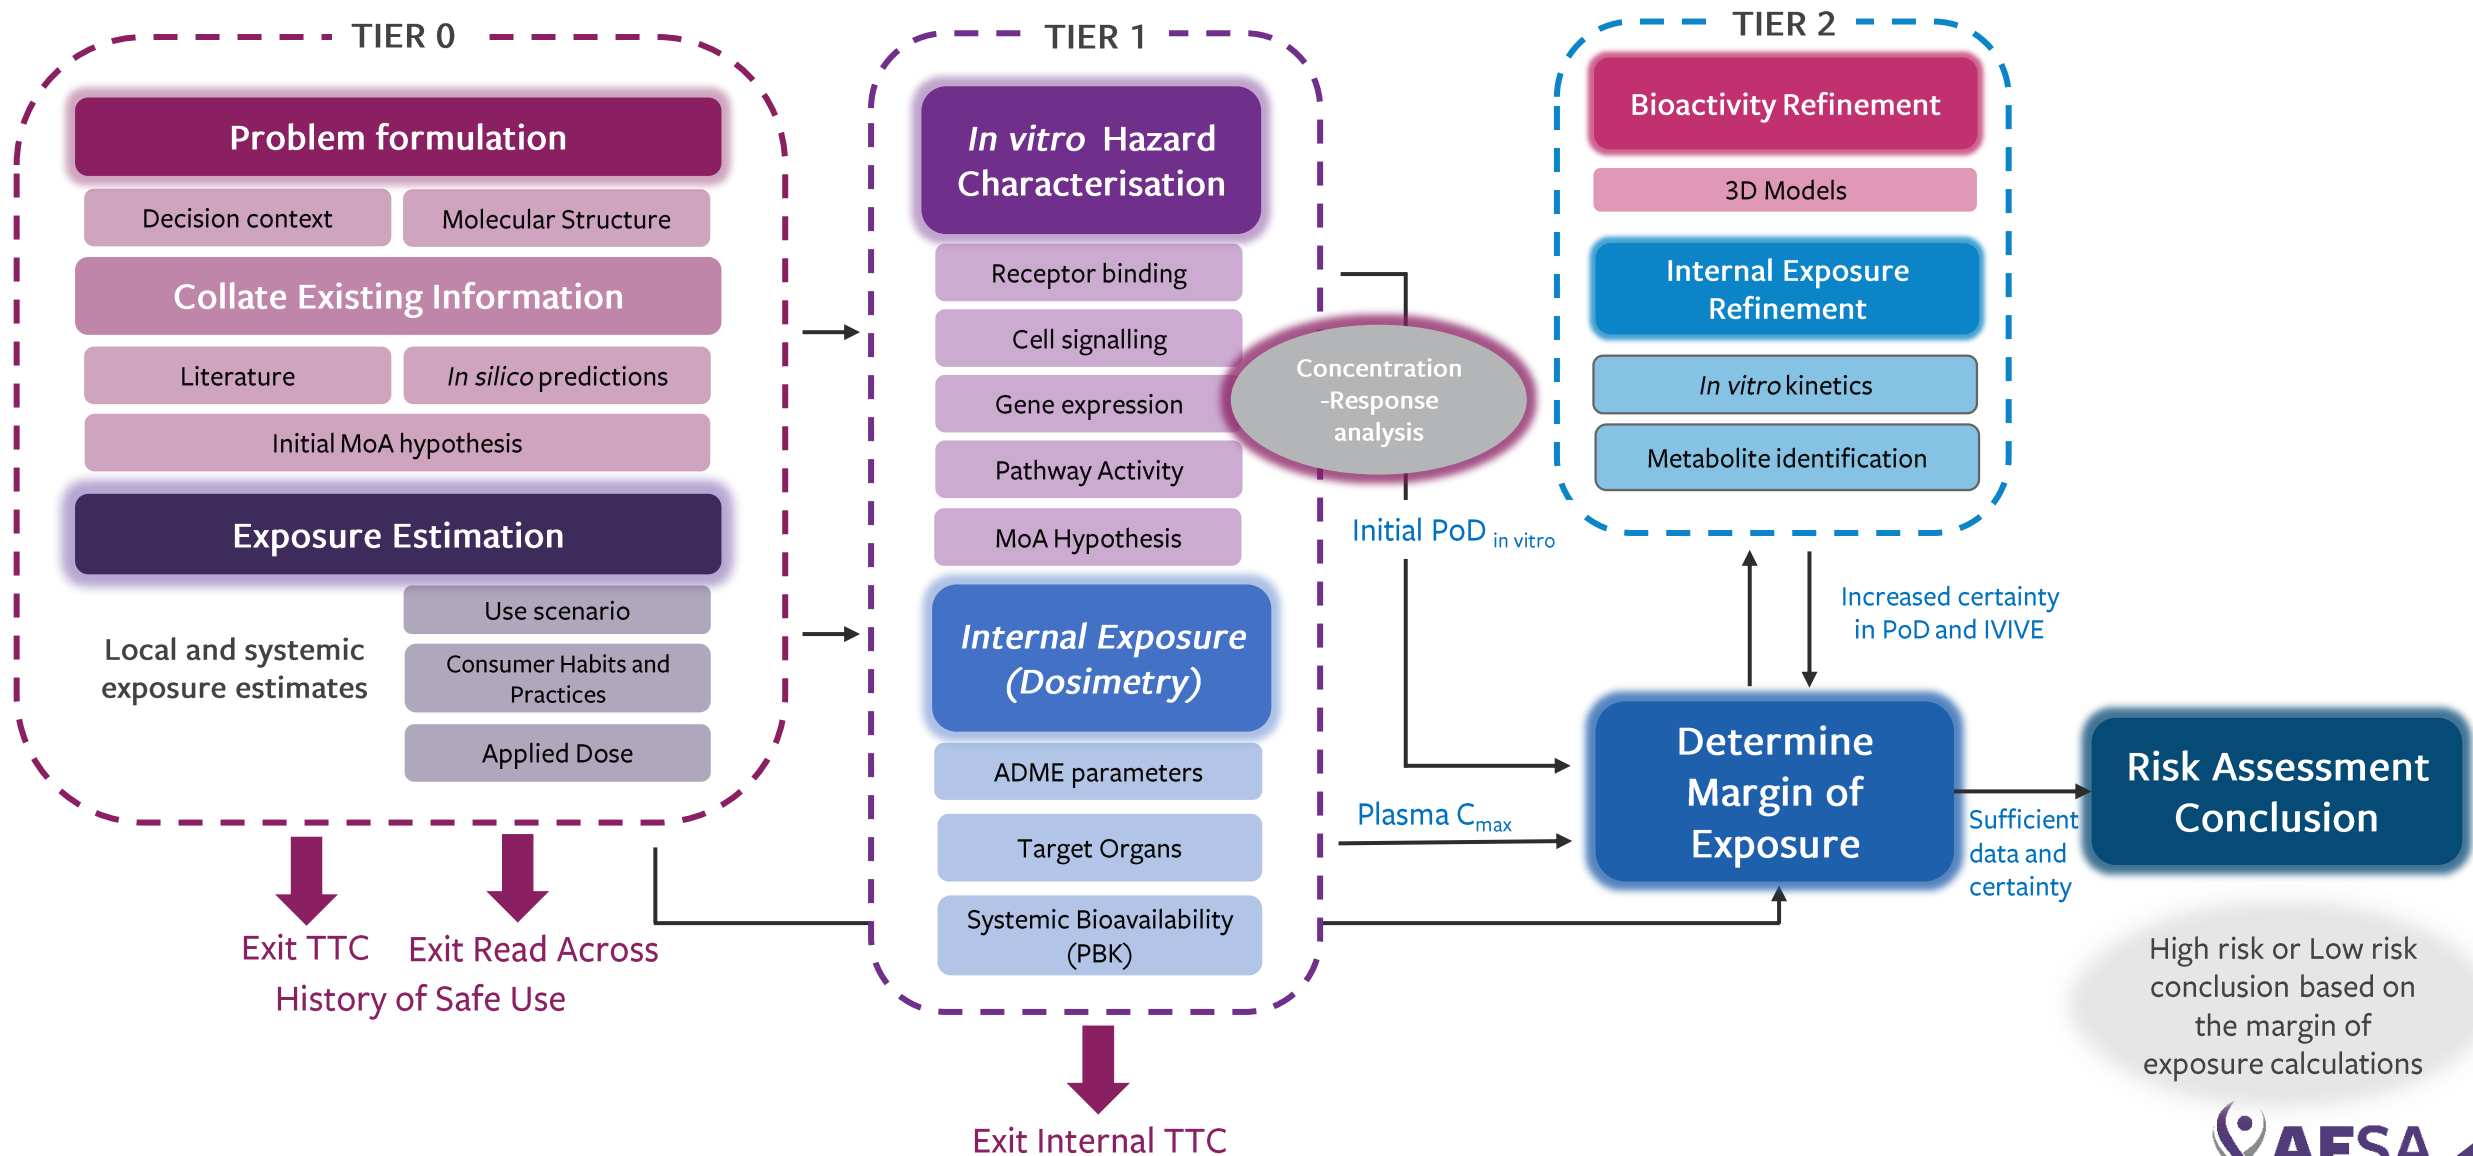 TIER 0
Problem formulation
Decision context
Molecular Structure
Collate Existing Information
Literature
In silico predictions
Initial MoA hypothesis
Exposure Estimation
Local and systemic
exposure estimates
Use scenario
Consumer Habits and
Practices
Applied Dose
Exit TTC
Exit Read Across
History of Safe Use
TIER 1
In vitro Hazard
Characterisation
Receptor binding
Cell signalling
Gene expression
Pathway Activity
MoA Hypothesis
Internal Exposure
(Dosimetry)
ADME parameters
Target Organs
Systemic Bioavailability
(PBK)
Exit Internal TTC
Concentration
-Response
analysis
Initial PoD in vitro
Plasma Cmax
TIER 2
Bioactivity Refinement
3D Models
Internal Exposure
Refinement
In vitro kinetics
Metabolite identification
Increased certainty
in PoD and IVIVE
Determine
Margin of
Exposure
Sufficient
data and
certainty
Risk Assessment
Conclusion
High risk or Low risk
conclusion based on
the margin of
exposure calculations
AFSA